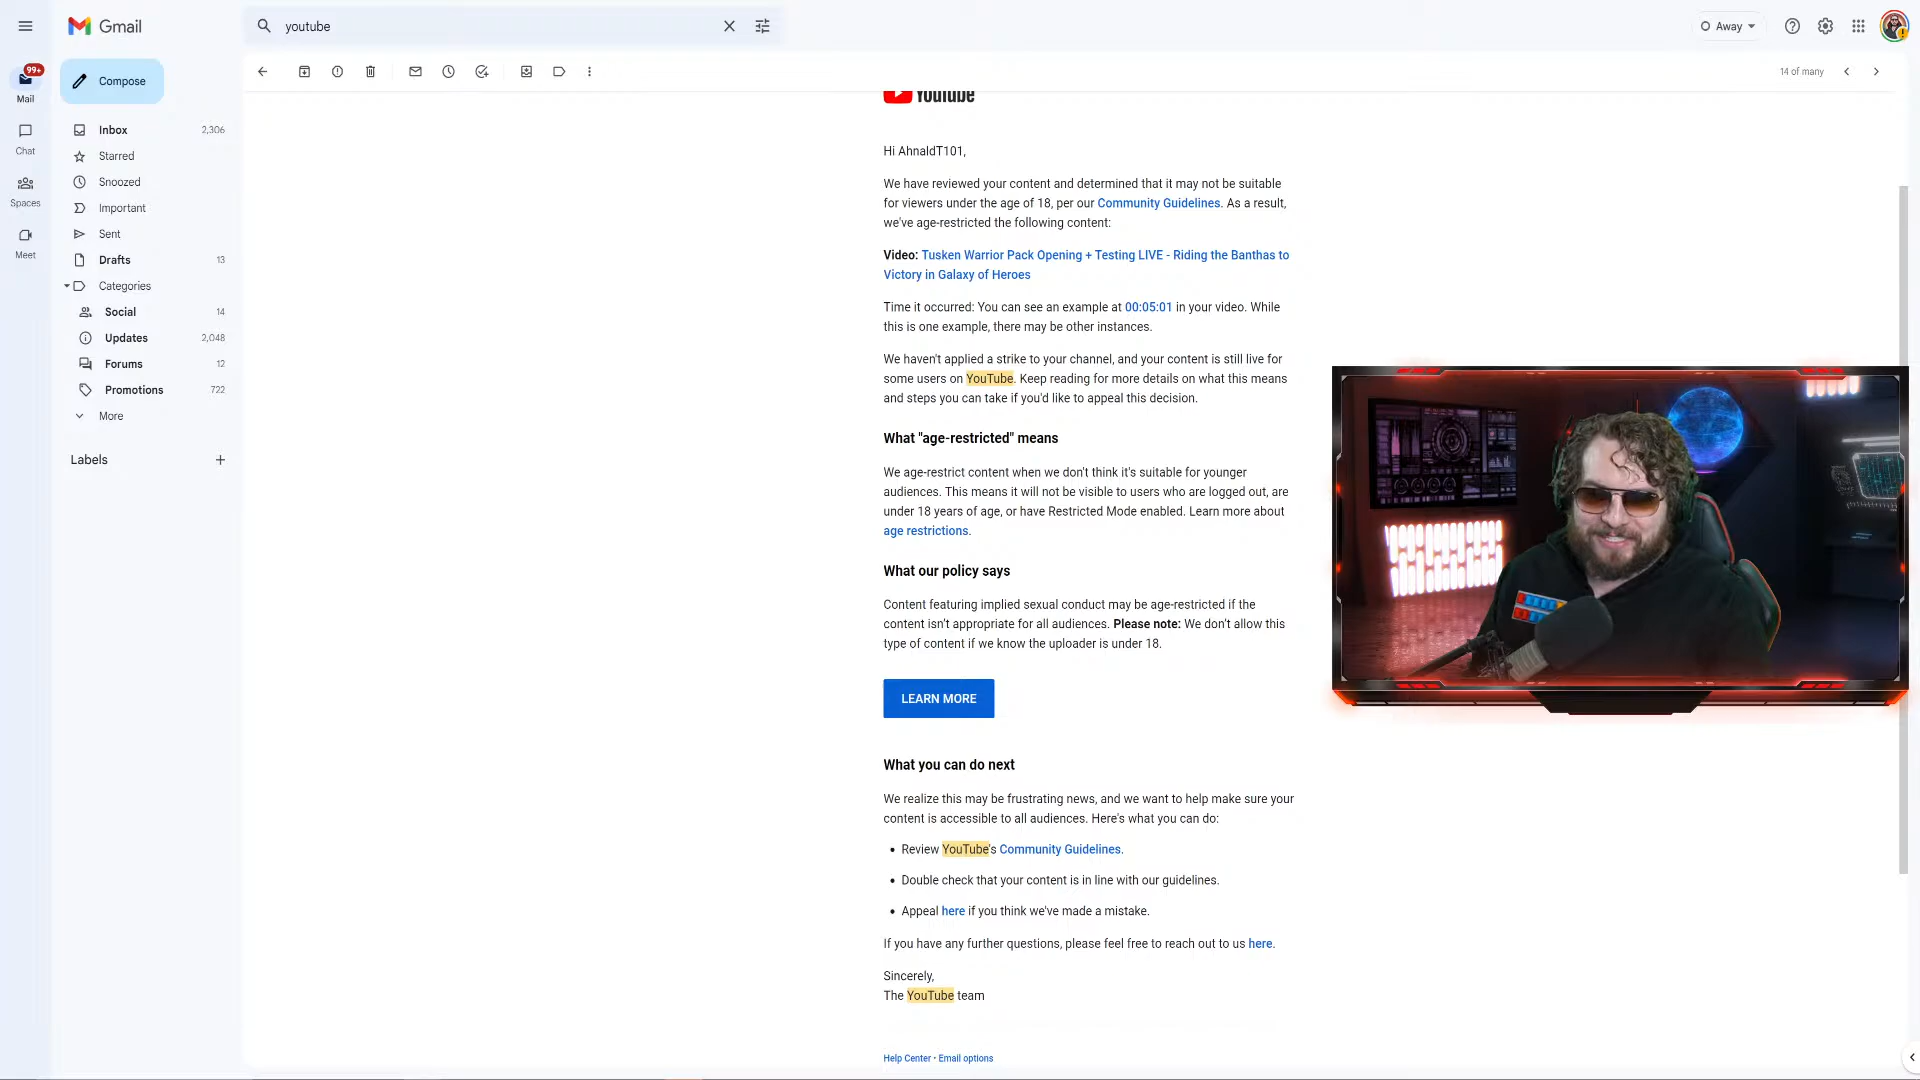 Gmail
youtube
Away
99+
Mail
Compose
14 of many
YouTube
Inbox 2,306
Chat
Hi AhnaldT101,
Starred
Snoozed
We have reviewed your content and determined that it may not be suitable
Spaces
for viewers under the age of 18, per our Community Guidelines. As a result,
Important
we've age-restricted the following content:
Sent
Meet
Drafts 13
Video: Tusken Warrior Pack Opening + Testing LIVE - Riding the Banthas to
Victory in Galaxy of Heroes
Categories
Social 14
Time it occurred: You can see an example at 00:05:01 in your video. While
this is one example, there may be other instances.
Updates 2,048
Forums 12
We haven't applied a strike to your channel, and your content is still live for
some users on YouTube. Keep reading for more details on what this means
and steps you can take if you'd like to appeal this decision.
Promotions 722
More
What "age-restricted" means
Labels
We age-restrict content when we don't think it's suitable for younger
audiences. This means it will not be visible to users who are logged out, are
under 18 years of age, or have Restricted Mode enabled. Learn more about
age restrictions.
What our policy says
Content featuring implied sexual conduct may be age-restricted if the
content isn't appropriate for all audiences. Please note: We don't allow this
type of content if we know the uploader is under 18.
LEARN MORE
What you can do next
We realize this may be frustrating news, and we want to help make sure your
content is accessible to all audiences. Here's what you can do:
• Review YouTube's Community Guidelines.
• Double check that your content is in line with our guidelines.
• Appeal here if you think we've made a mistake.
If you have any further questions, please feel free to reach out to us here.
Sincerely,
The YouTube team
Help Center • Email options